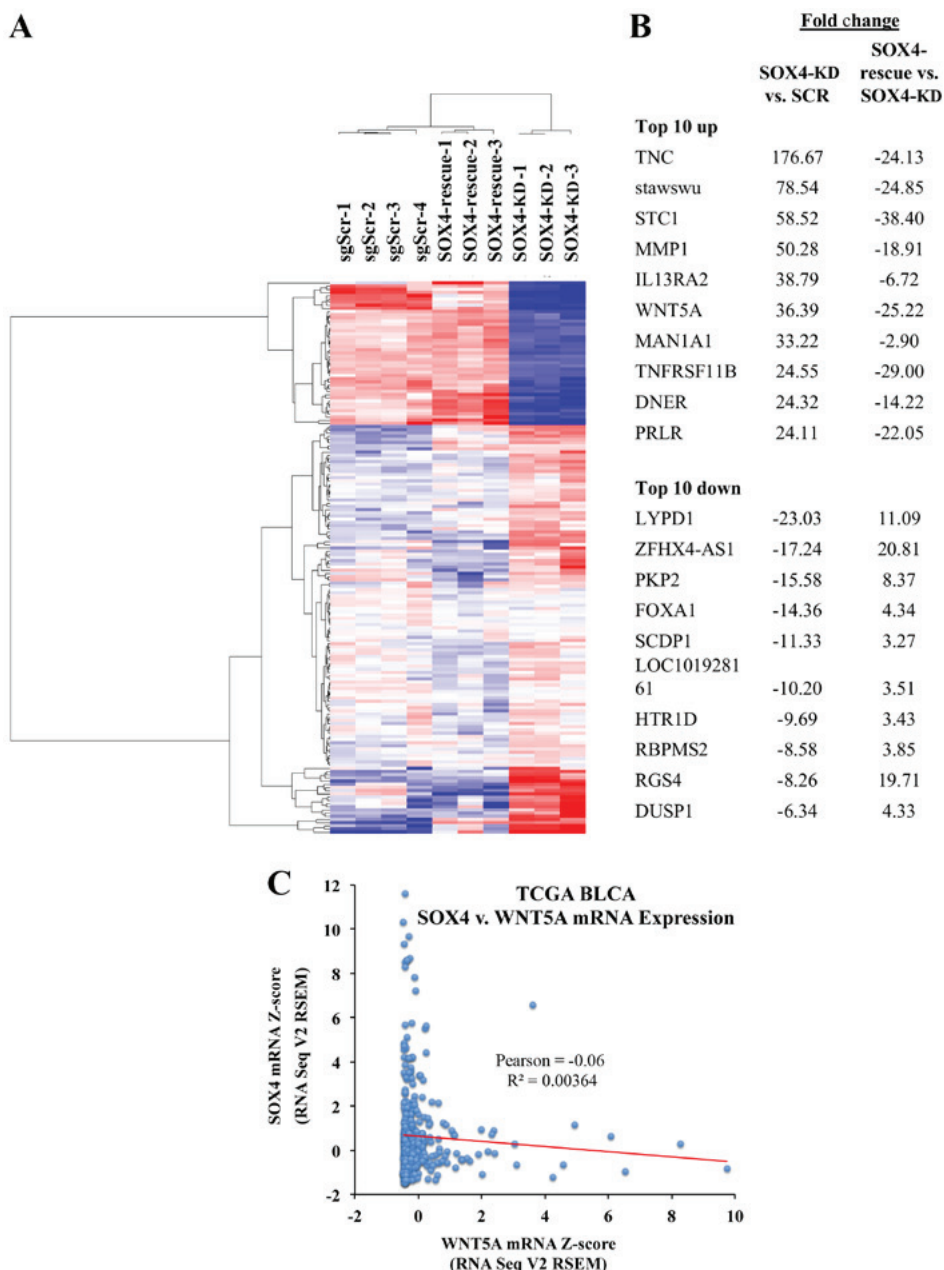 A
sgScr-1
sgScr-2
sgScr-3
sgScr-4
SOX4-rescue-1
SOX4-rescue-2
SOX4-rescue-3
SOX4-KD-1
SOX4-KD-2
SOX4-KD-3
B
Fold change
SOX4-KD vs. SCR
SOX4-rescue vs. SOX4-KD
Top 10 up
TNC 176.67 -24.13
stawswu 78.54 -24.85
STC1 58.52 -38.40
MMP1 50.28 -18.91
IL13RA2 38.79 -6.72
WNT5A 36.39 -25.22
MAN1A1 33.22 -2.90
TNFRSF11B 24.55 -29.00
DNER 24.32 -14.22
PRLR 24.11 -22.05
Top 10 down
LYPD1 -23.03 11.09
ZFHX4-AS1 -17.24 20.81
PKP2 -15.58 8.37
FOXA1 -14.36 4.34
SCDP1 -11.33 3.27
LOC1019281
61 -10.20 3.51
HTR1D -9.69 3.43
RBPMS2 -8.58 3.85
RGS4 -8.26 19.71
DUSP1 -6.34 4.33
C
TCGA BLCA
SOX4 v. WNT5A mRNA Expression
SOX4 mRNA Z-score
(RNA Seq V2 RSEM)
12
10
8
6
4
2
0
-2
Pearson = -0.06
R² = 0.00364
-2 0 2 4 6 8 10
WNT5A mRNA Z-score
(RNA Seq V2 RSEM)